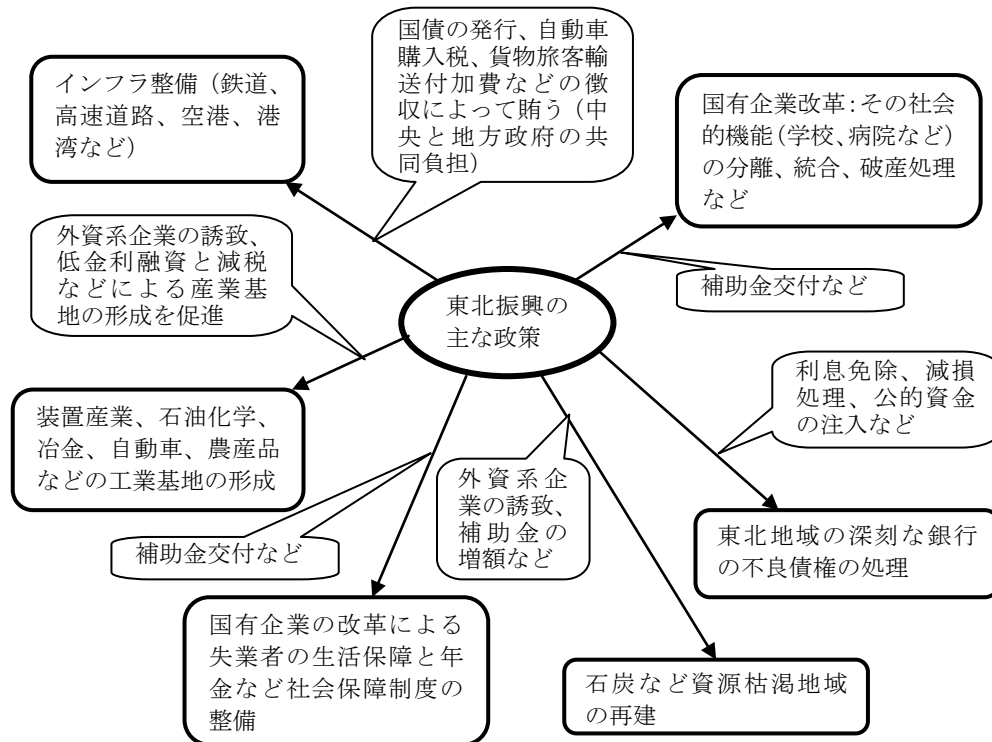 国債の発行、自動車
購入税、貨物旅客輸
送付加費などの徴
収によって賄う（中
央と地方政府の共
同負担）
インフラ整備（鉄道、
高速道路、空港、港
湾など）
国有企業改革：その社会
的機能（学校、病院など）
の分離、統合、破産処理
など
外資系企業の誘致、
低金利融資と減税
などによる産業基
地の形成を促進
補助金交付など
東北振興の
主な政策
利息免除、減損
処理、公的資金
の注入など
装置産業、石油化学、
冶金、自動車、農産品
などの工業基地の形成
外資系企
業の誘致、
補助金の
増額など
補助金交付など
東北地域の深刻な銀行
の不良債権の処理
国有企業の改革による
失業者の生活保障と年
金など社会保障制度の
整備
石炭など資源枯渇地域
の再建